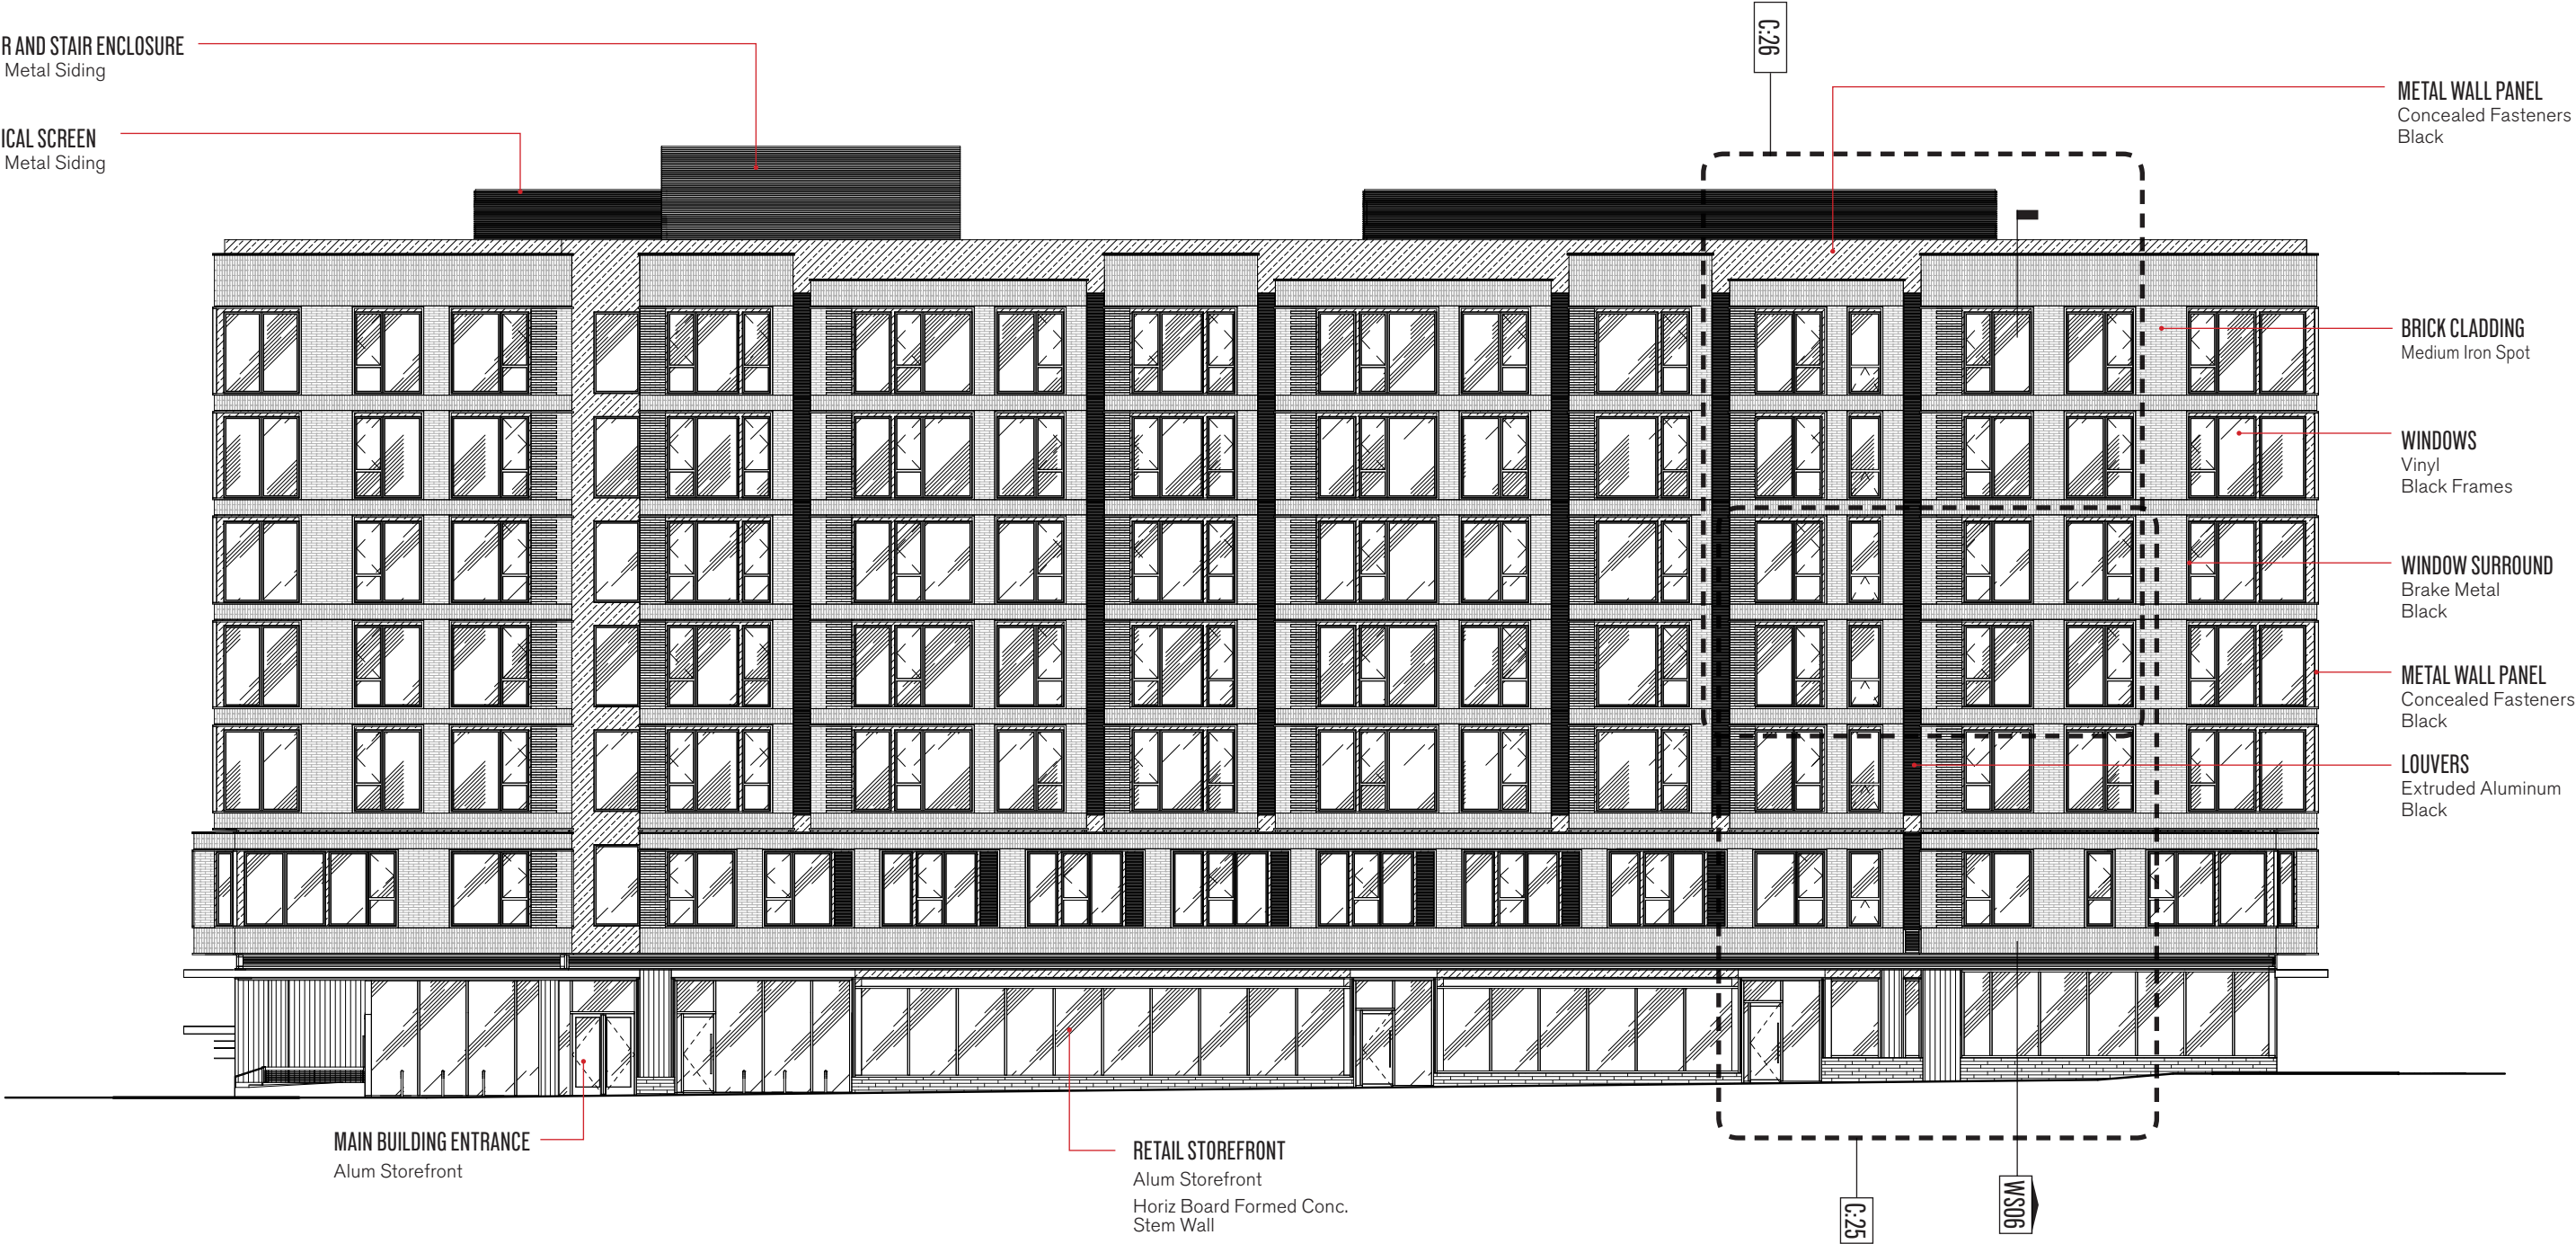 R AND STAIR ENCLOSURE
Metal Siding
ICAL SCREEN
Metal Siding
C:26
METAL WALL PANEL
Concealed Fasteners
Black
BRICK CLADDING
Medium Iron Spot
WINDOWS
Vinyl
Black Frames
WINDOW SURROUND
Brake Metal
Black
METAL WALL PANEL
Concealed Fasteners
Black
LOUVERS
Extruded Aluminum
Black
MAIN BUILDING ENTRANCE
Alum Storefront
RETAIL STOREFRONT
Alum Storefront
Horiz Board Formed Conc.
Stem Wall
C:25
WS06